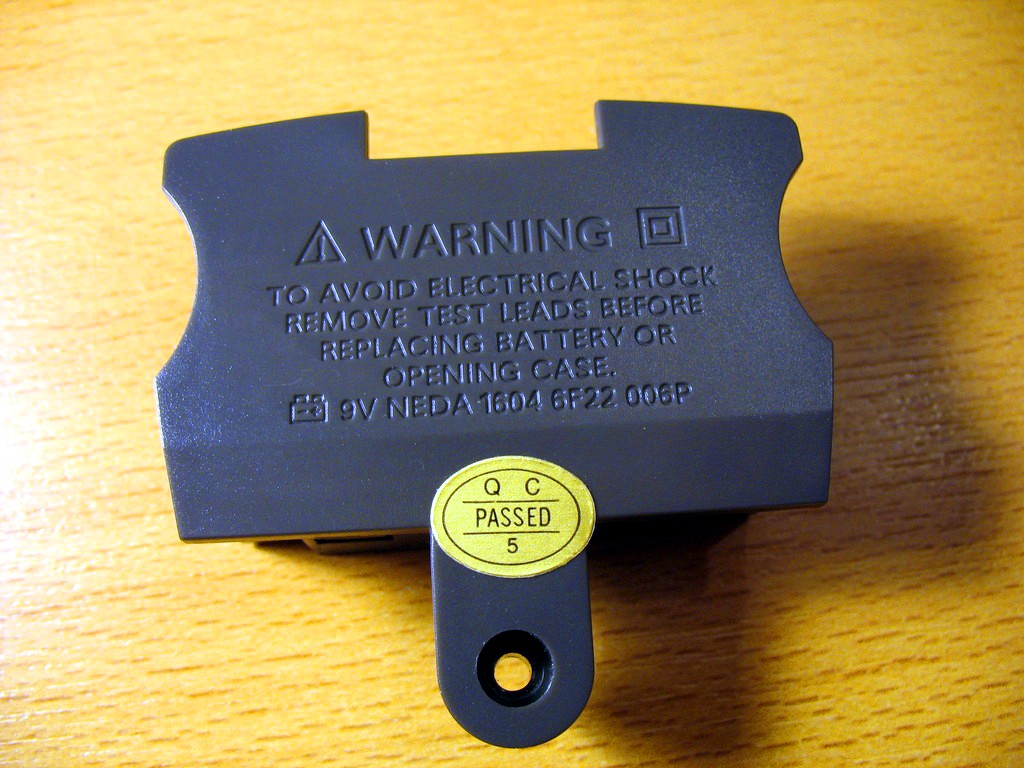 WARNING
TO AVOID ELECTRICAL SHOCK
REMOVE TEST LEADS BEFORE
REPLACING BATTERY OR
OPENING CASE.
9V NEDA 1604 6F22 006P
Q C
PASSED
5